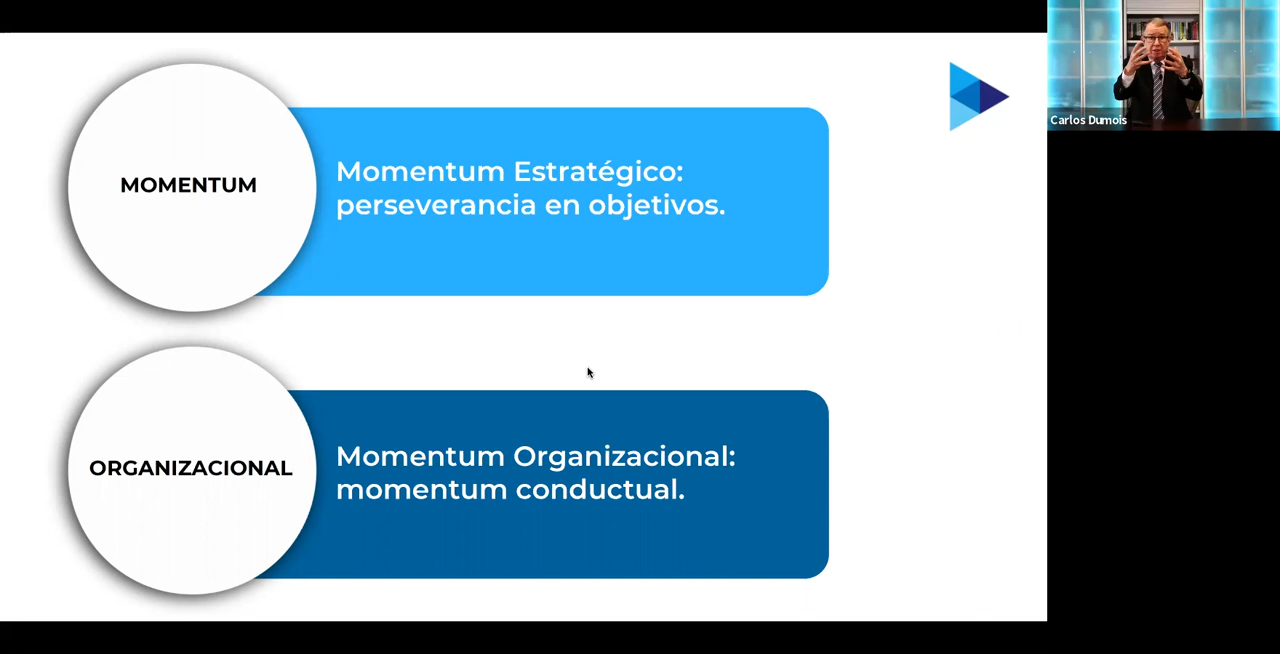 MOMENTUM
Momentum Estratégico:
perseverancia en objetivos.
ORGANIZACIONAL
Momentum Organizacional:
momentum conductual.
Carlos Dumois